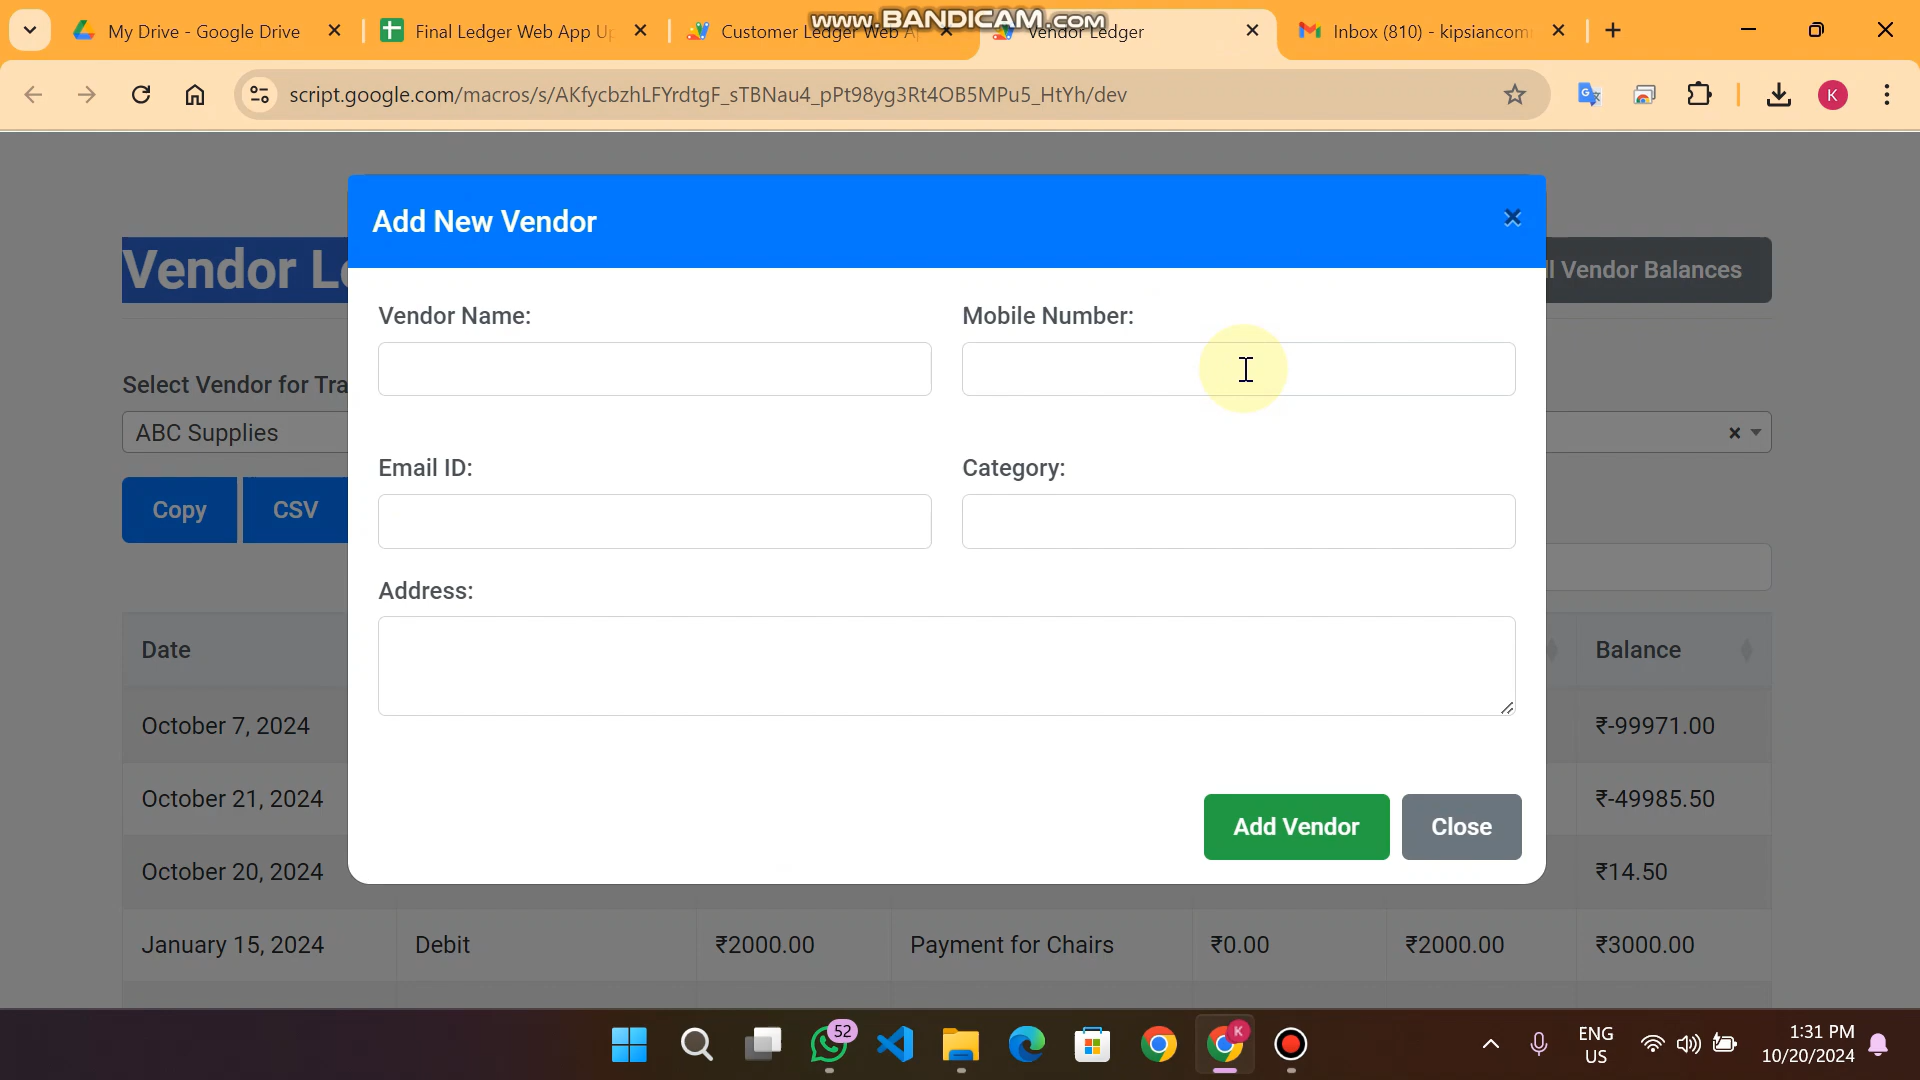 www.BANDICAM.com
My Drive - Google Drive
Final Ledger Web App Up
Customer Ledger Web A
Vendor Ledger
Inbox (810) - kipsiancom
script.google.com/macros/s/AKfycbzhLFYrdtgF_sTBNau4_pPt98yg3Rt4OB5MPu5_HtYh/dev
K
Add New Vendor
×
Vendor Le
ll Vendor Balances
Vendor Name:
Mobile Number:
Select Vendor for Tra
ABC Supplies
×
Email ID:
Category:
Copy
CSV
Address:
Date
Balance
October 7, 2024
₹-99971.00
October 21, 2024
₹-49985.50
Add Vendor
Close
October 20, 2024
₹14.50
January 15, 2024
Debit
₹2000.00
Payment for Chairs
₹0.00
₹2000.00
₹3000.00
52
K
ENG
US
1:31 PM
10/20/2024